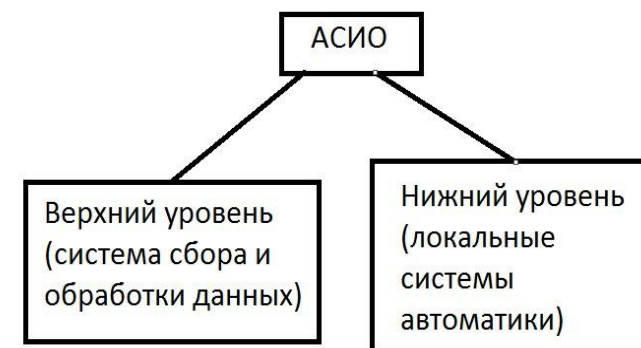 АСИО
Верхний уровень
(система сбора и
обработки данных)
Нижний уровень
(локальные
системы
автоматики)